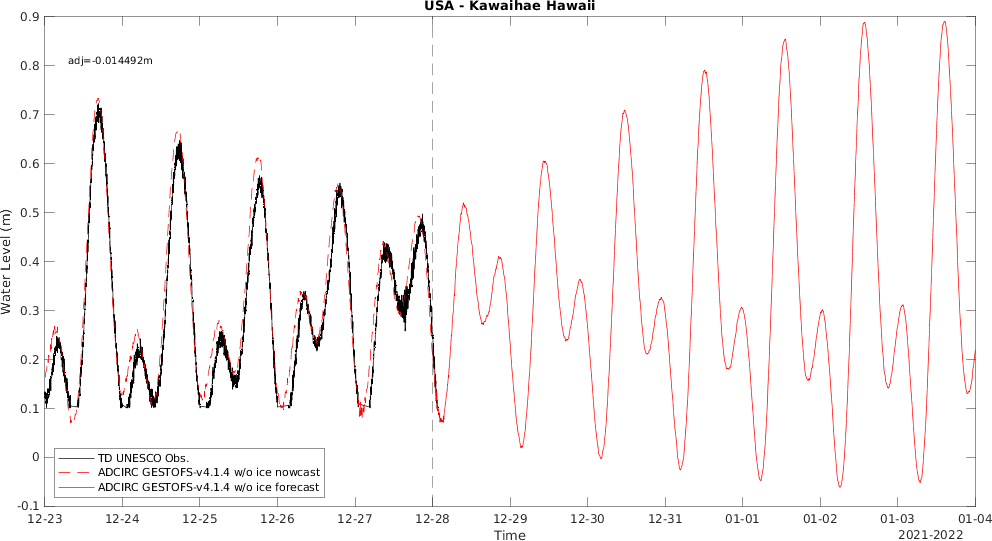 USA - Kawaihae Hawaii
0.9
0.8
0.7
0.6
0.5
0.4
0.3
0.2
0.1
0
-0.1
Water Level (m)
adj=-0.014492m
TD UNESCO Obs.
ADCIRC GESTOFS-v4.1.4 w/o ice nowcast
ADCIRC GESTOFS-v4.1.4 w/o ice forecast
12-23 12-24 12-25 12-26 12-27 12-28 12-29 12-30 12-31 01-01 01-02 01-03 01-04
Time
2021-2022